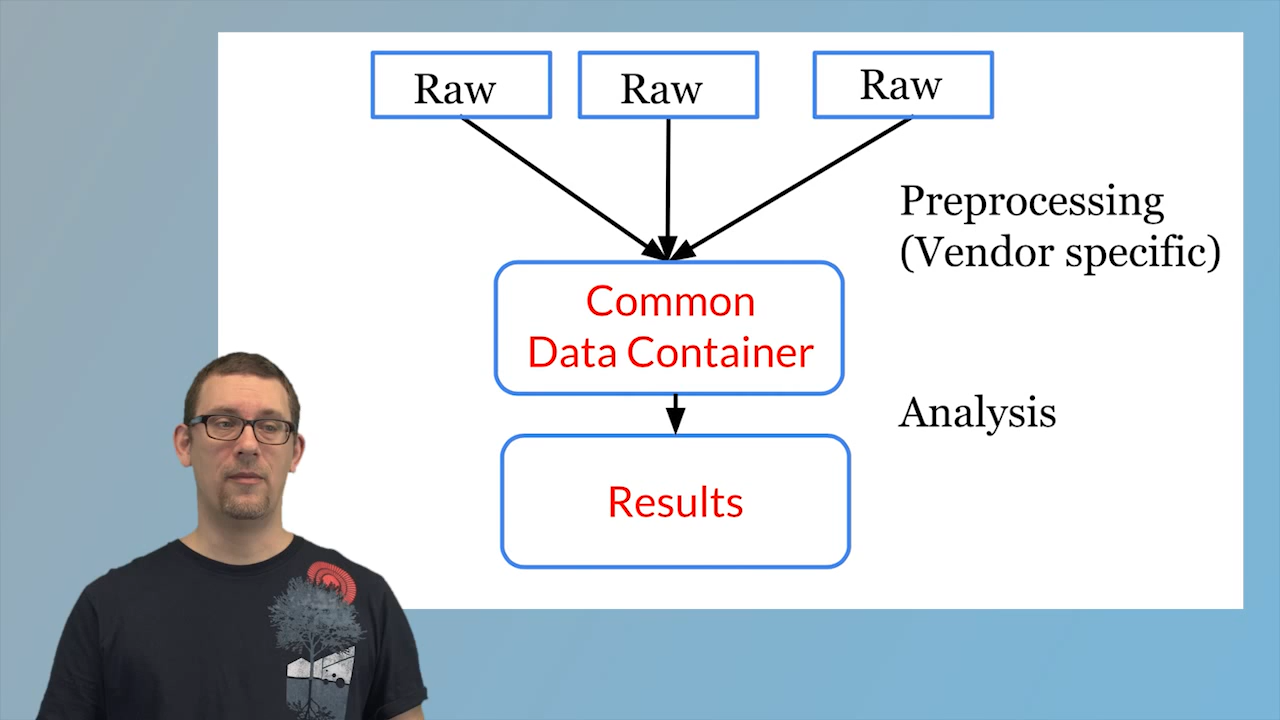 Raw
Raw
Raw
Preprocessing
(Vendor specific)
Common
Data Container
Analysis
Results